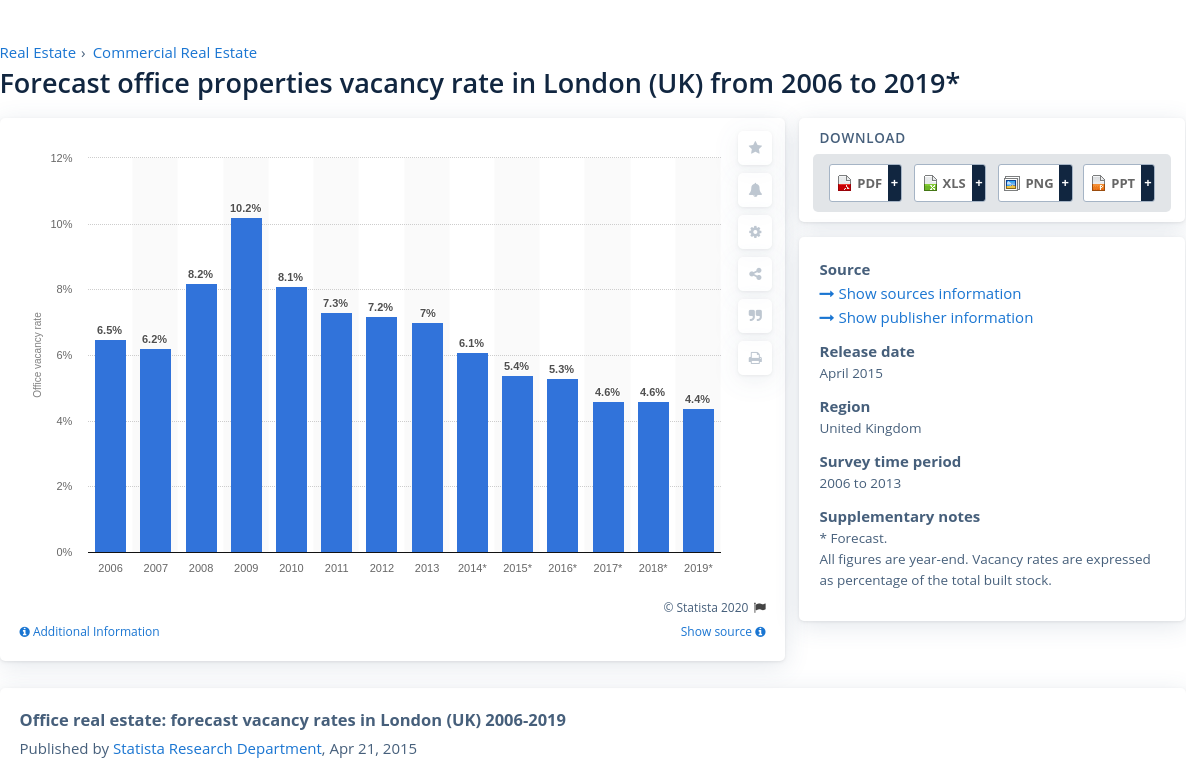 Real Estate › Commercial Real Estate
Forecast office properties vacancy rate in London (UK) from 2006 to 2019*
12%
10%
8%
6%
4%
2%
0%
Office vacancy rate
6.5%
6.2%
8.2%
10.2%
8.1%
7.3%
7.2%
7%
6.1%
5.4%
5.3%
4.6%
4.6%
4.4%
2006 2007 2008 2009 2010 2011 2012 2013 2014* 2015* 2016* 2017* 2018* 2019*
© Statista 2020
Additional Information
Show source
DOWNLOAD
PDF + XLS + PNG + PPT +
Source
Show sources information
Show publisher information
Release date
April 2015
Region
United Kingdom
Survey time period
2006 to 2013
Supplementary notes
* Forecast.
All figures are year-end. Vacancy rates are expressed
as percentage of the total built stock.
Office real estate: forecast vacancy rates in London (UK) 2006-2019
Published by Statista Research Department, Apr 21, 2015